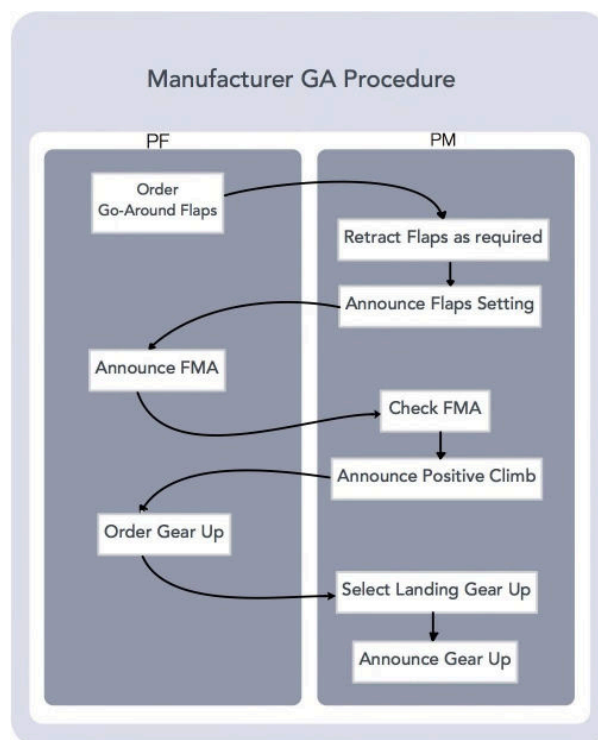 Manufacturer GA Procedure
PF
PM
Order
Go-Around Flaps
Retract Flaps as required
Announce Flaps Setting
Announce FMA
Check FMA
Announce Positive Climb
Order Gear Up
Select Landing Gear Up
Announce Gear Up